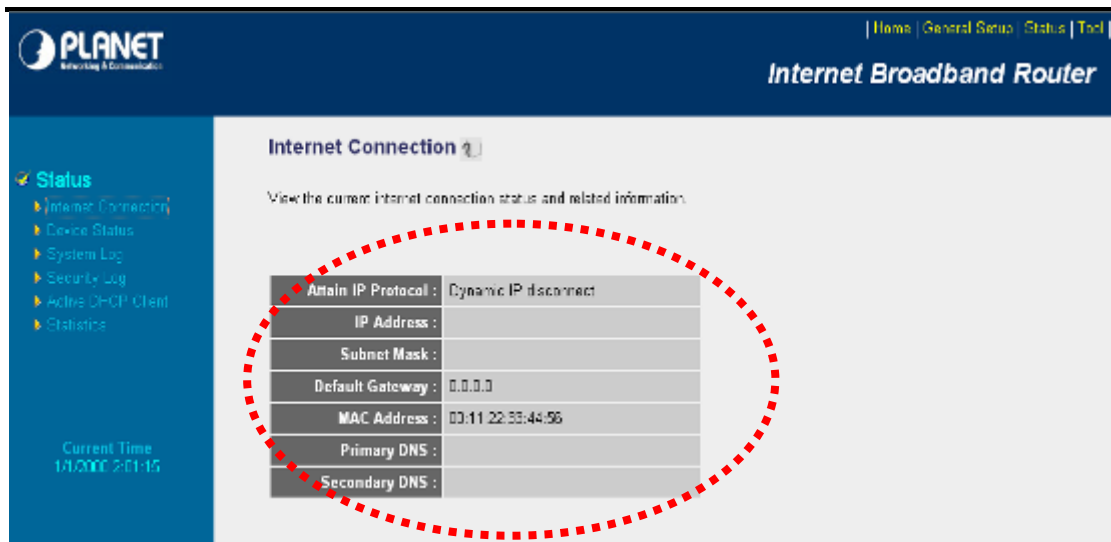 PLANET
Networking & Communication
| Home | General Setup | Status | Tool |
Internet Broadband Router
Internet Connection
Status
Internet Connection
Device Status
System Log
Security Log
Active DHCP Client
Statistics
View the current internet connection status and related information.
Attain IP Protocol : Dynamic IP disconnect
IP Address :
Subnet Mask :
Default Gateway : 0.0.0.0
MAC Address : 00:11:22:33:44:56
Primary DNS :
Secondary DNS :
Current Time
1/1/2000 2:01:15